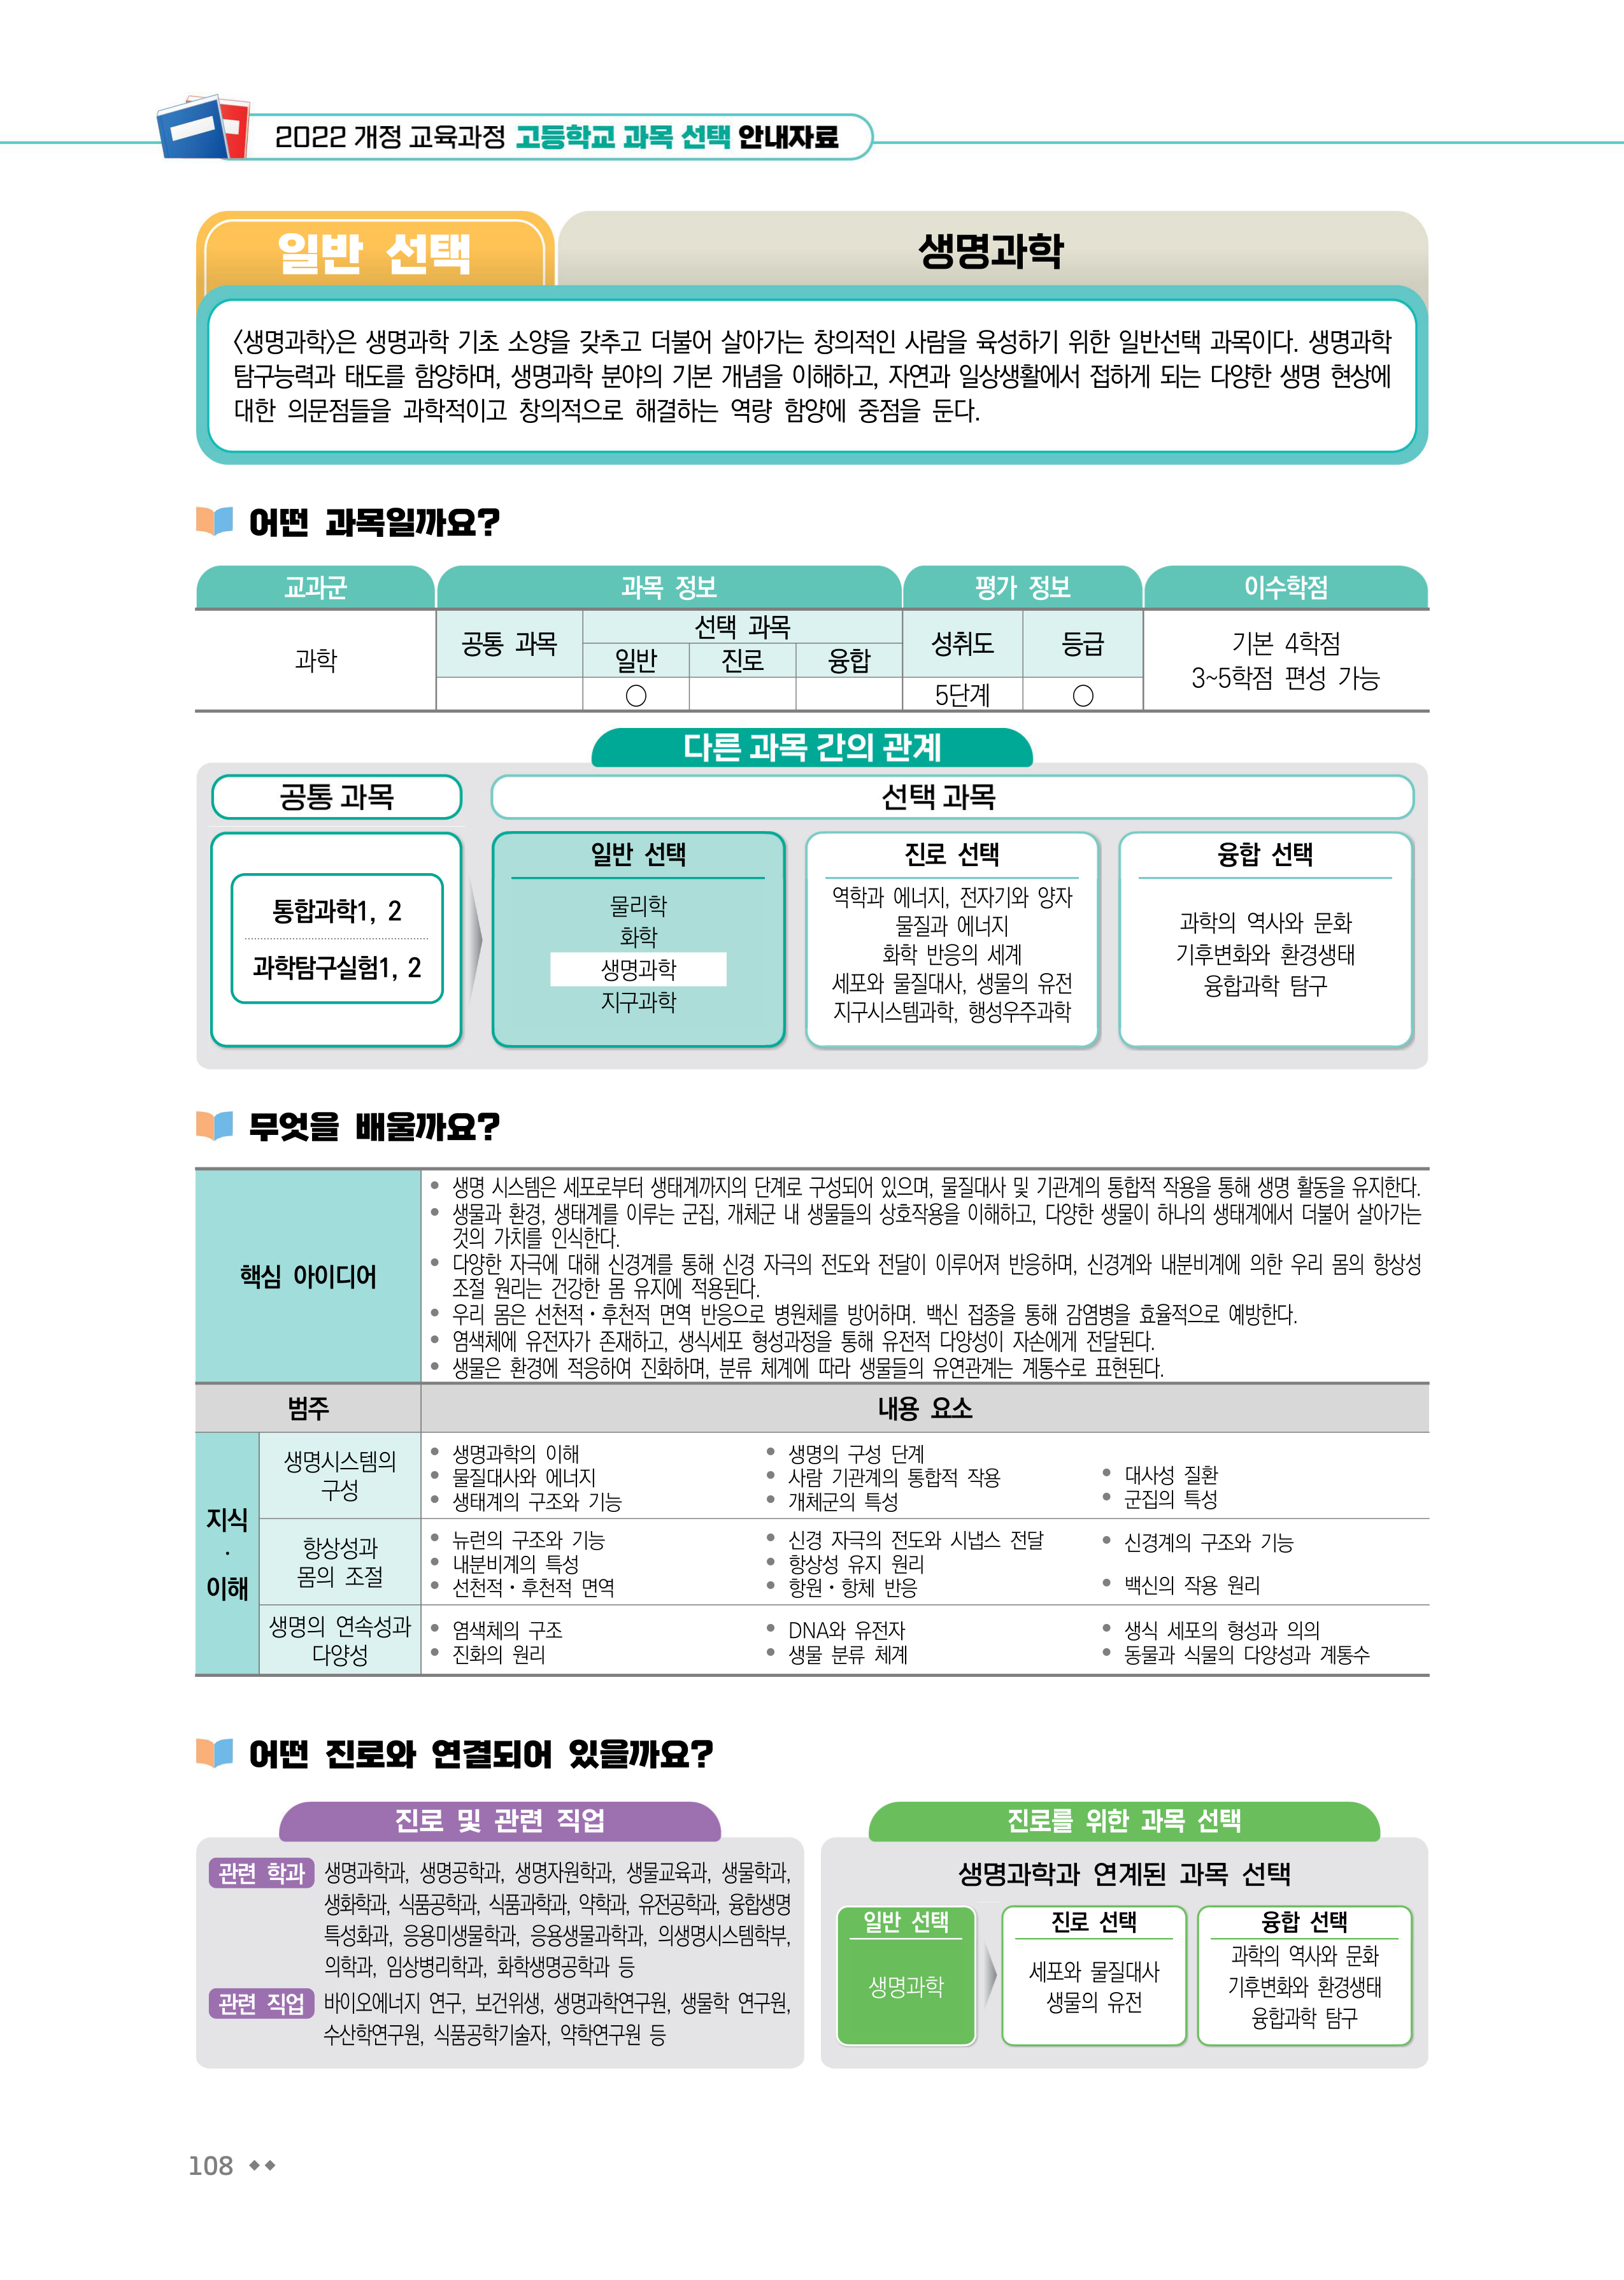 2022 개정 교육과정 고등학교 과목 선택 안내자료
일반 선택
생명과학
〈생명과학〉은 생명과학 기초 소양을 갖추고 더불어 살아가는 창의적인 사람을 육성하기 위한 일반선택 과목이다. 생명과학
탐구능력과 태도를 함양하며, 생명과학 분야의 기본 개념을 이해하고, 자연과 일상생활에서 접하게 되는 다양한 생명 현상에
대한 의문점들을 과학적이고 창의적으로 해결하는 역량 함양에 중점을 둔다.
어떤 과목일까요?
교과군 과목 정보 평가 정보 이수학점
과학
공통 과목
선택 과목
일반 진로 융합
○
성취도 등급
5단계 ○
기본 4학점
3~5학점 편성 가능
다른 과목 간의 관계
공통 과목
선택 과목
통합과학1, 2
과학탐구실험1, 2
일반 선택
물리학
화학
생명과학
지구과학
진로 선택
역학과 에너지, 전자기와 양자
물질과 에너지
화학 반응의 세계
세포와 물질대사, 생물의 유전
지구시스템과학, 행성우주과학
융합 선택
과학의 역사와 문화
기후변화와 환경생태
융합과학 탐구
무엇을 배울까요?
핵심 아이디어
• 생명 시스템은 세포로부터 생태계까지의 단계로 구성되어 있으며, 물질대사 및 기관계의 통합적 작용을 통해 생명 활동을 유지한다.
• 생물과 환경, 생태계를 이루는 군집, 개체군 내 생물들의 상호작용을 이해하고, 다양한 생물이 하나의 생태계에서 더불어 살아가는
것의 가치를 인식한다.
• 다양한 자극에 대해 신경계를 통해 신경 자극의 전도와 전달이 이루어져 반응하며, 신경계와 내분비계에 의한 우리 몸의 항상성
조절 원리는 건강한 몸 유지에 적용된다.
• 우리 몸은 선천적・후천적 면역 반응으로 병원체를 방어하며. 백신 접종을 통해 감염병을 효율적으로 예방한다.
• 염색체에 유전자가 존재하고, 생식세포 형성과정을 통해 유전적 다양성이 자손에게 전달된다.
• 생물은 환경에 적응하여 진화하며, 분류 체계에 따라 생물들의 유연관계는 계통수로 표현된다.
범주 내용 요소
지식
·
이해
생명시스템의
구성
• 생명과학의 이해
• 물질대사와 에너지
• 생태계의 구조와 기능
• 생명의 구성 단계
• 사람 기관계의 통합적 작용
• 개체군의 특성
• 대사성 질환
• 군집의 특성
항상성과
몸의 조절
• 뉴런의 구조와 기능
• 내분비계의 특성
• 선천적・후천적 면역
• 신경 자극의 전도와 시냅스 전달
• 항상성 유지 원리
• 항원・항체 반응
• 신경계의 구조와 기능
• 백신의 작용 원리
생명의 연속성과
다양성
• 염색체의 구조
• 진화의 원리
• DNA와 유전자
• 생물 분류 체계
• 생식 세포의 형성과 의의
• 동물과 식물의 다양성과 계통수
어떤 진로와 연결되어 있을까요?
진로 및 관련 직업
관련 학과 생명과학과, 생명공학과, 생명자원학과, 생물교육과, 생물학과,
생화학과, 식품공학과, 식품과학과, 약학과, 유전공학과, 융합생명
특성화과, 응용미생물학과, 응용생물과학과, 의생명시스템학부,
의학과, 임상병리학과, 화학생명공학과 등
관련 직업 바이오에너지 연구, 보건위생, 생명과학연구원, 생물학 연구원,
수산학연구원, 식품공학기술자, 약학연구원 등
진로를 위한 과목 선택
생명과학과 연계된 과목 선택
일반 선택
생명과학
진로 선택
세포와 물질대사
생물의 유전
융합 선택
과학의 역사와 문화
기후변화와 환경생태
융합과학 탐구
108 ◆◆